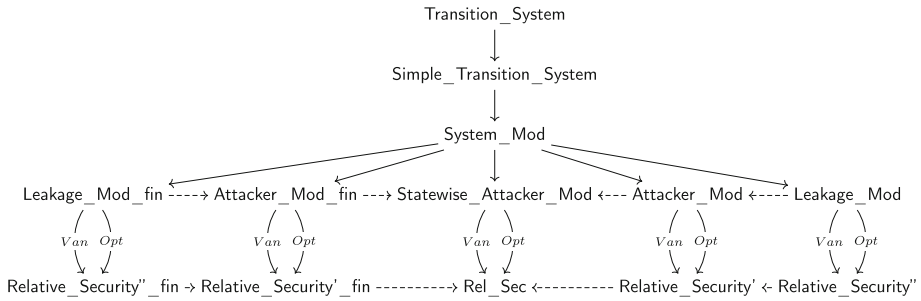 Transition_System
Simple_Transition_System
System_Mod
Leakage_Mod_fin Attacker_Mod_fin Statewise_Attacker_Mod Attacker_Mod Leakage_Mod
Van Opt Van Opt Van Opt Van Opt Van Opt
Relative_Security''_fin Relative_Security'_fin Rel_Sec Relative_Security' Relative_Security''